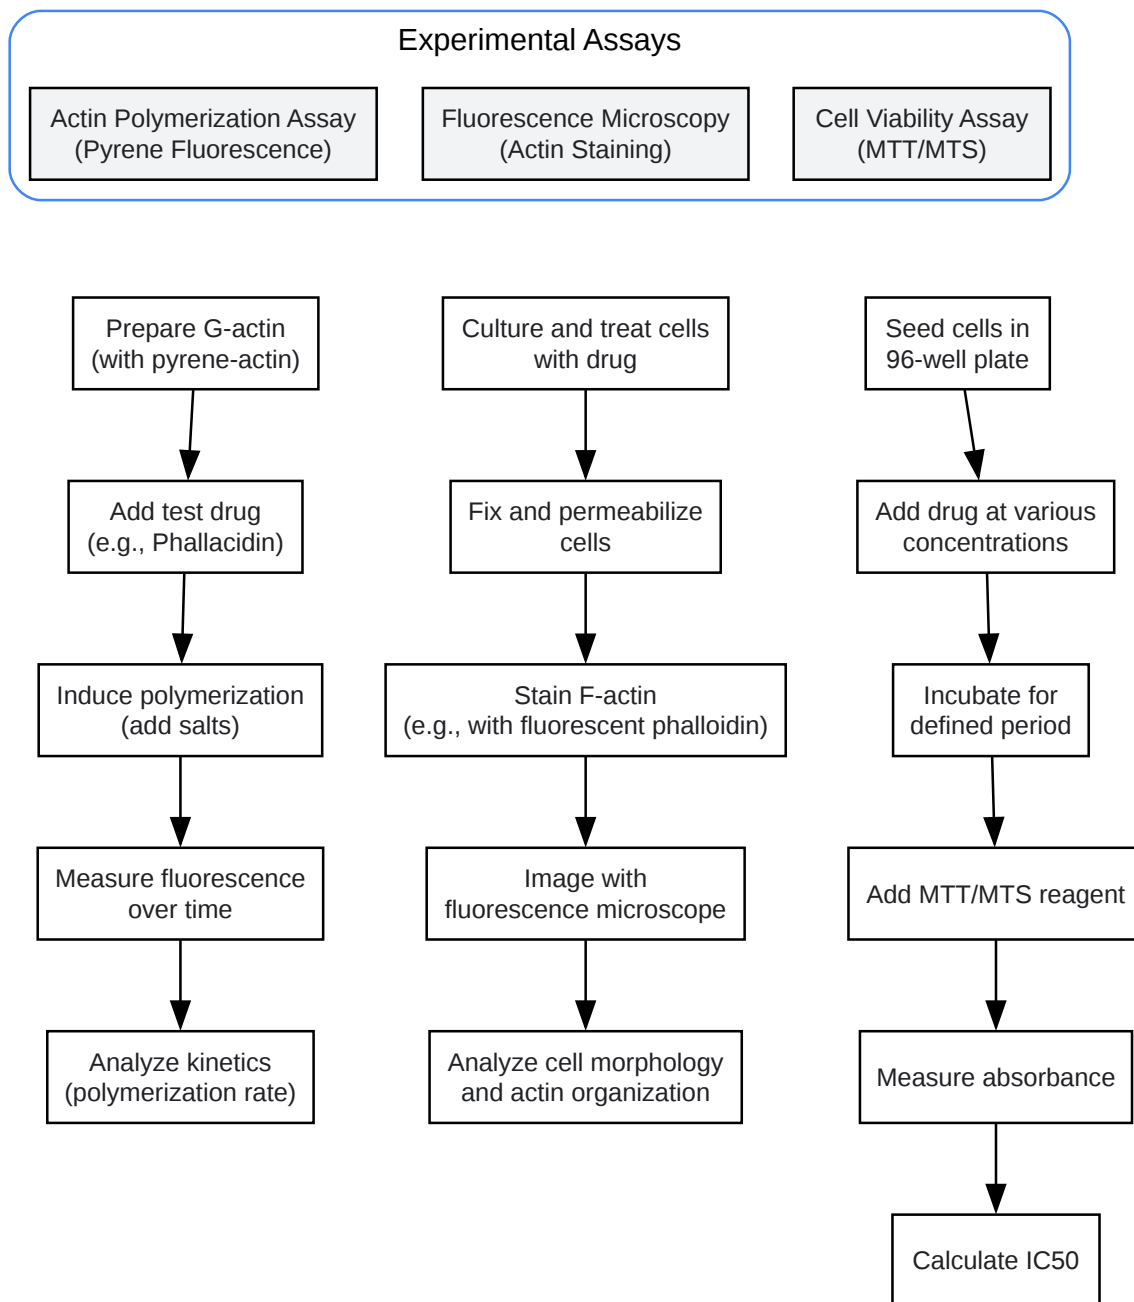 Experimental Assays
Actin Polymerization Assay
(Pyrene Fluorescence)
Fluorescence Microscopy
(Actin Staining)
Cell Viability Assay
(MTT/MTS)
Prepare G-actin
(with pyrene-actin)
Add test drug
(e.g., Phallacidin)
Induce polymerization
(add salts)
Measure fluorescence
over time
Analyze kinetics
(polymerization rate)
Culture and treat cells
with drug
Fix and permeabilize
cells
Stain F-actin
(e.g., with fluorescent phalloidin)
Image with
fluorescence microscope
Analyze cell morphology
and actin organization
Seed cells in
96-well plate
Add drug at various
concentrations
Incubate for
defined period
Add MTT/MTS reagent
Measure absorbance
Calculate IC50